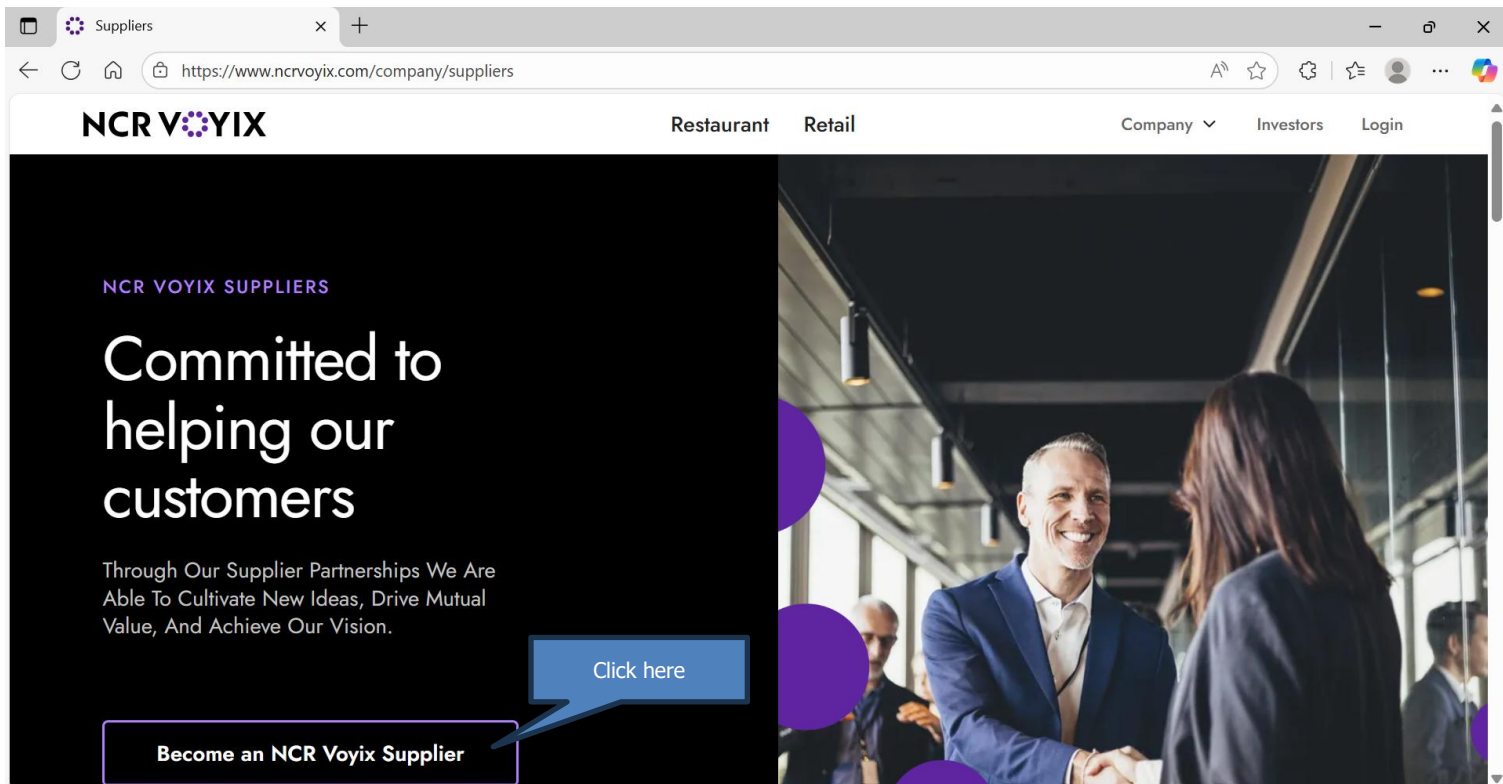 Suppliers
https://www.ncrvoyix.com/company/suppliers
NCR VOYIX
Restaurant Retail
Company Investors Login
NCR VOYIX SUPPLIERS
Committed to
helping our
customers
Through Our Supplier Partnerships We Are
Able To Cultivate New Ideas, Drive Mutual
Value, And Achieve Our Vision.
Click here
Become an NCR Voyix Supplier